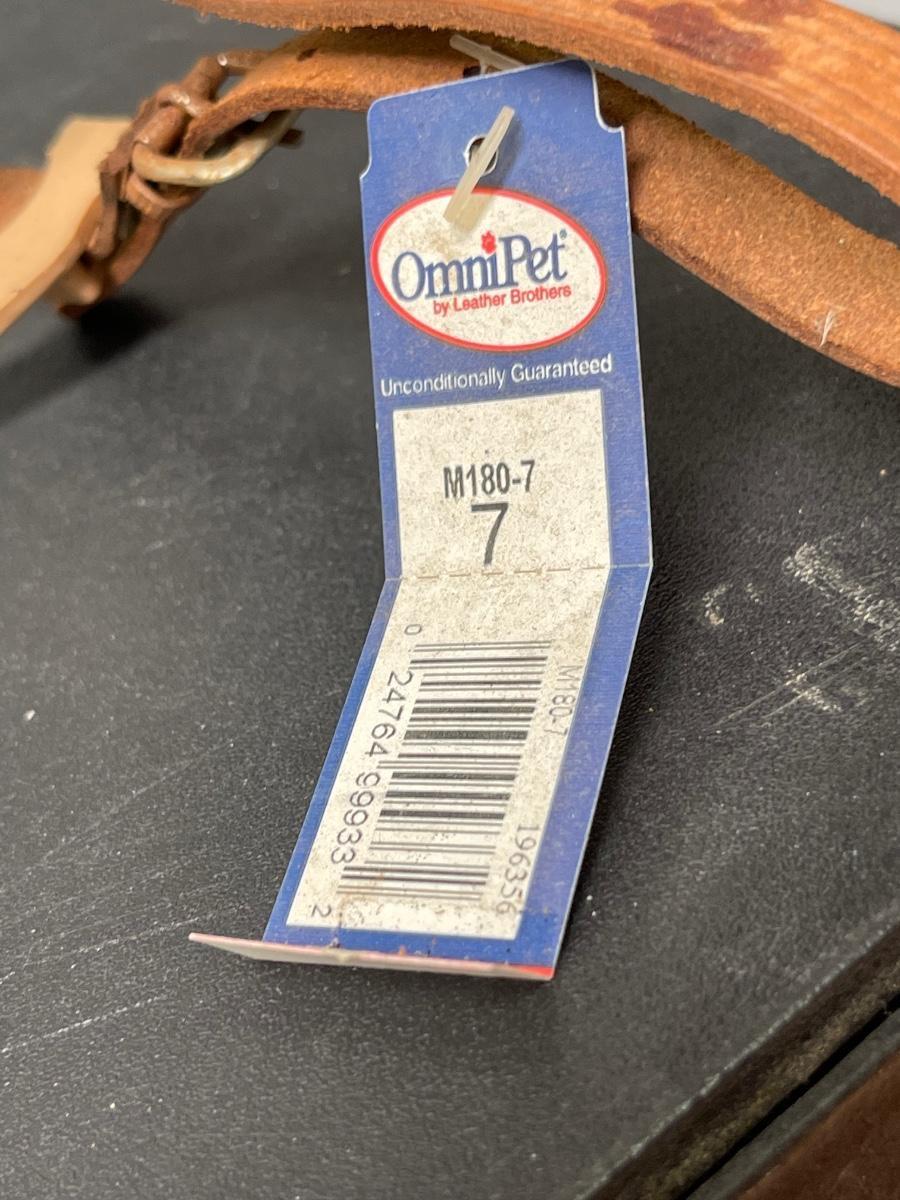 OmniPet®
by Leather Brothers
Unconditionally Guaranteed
M180-7
7
M180-7
196356
0 24764 99933 2